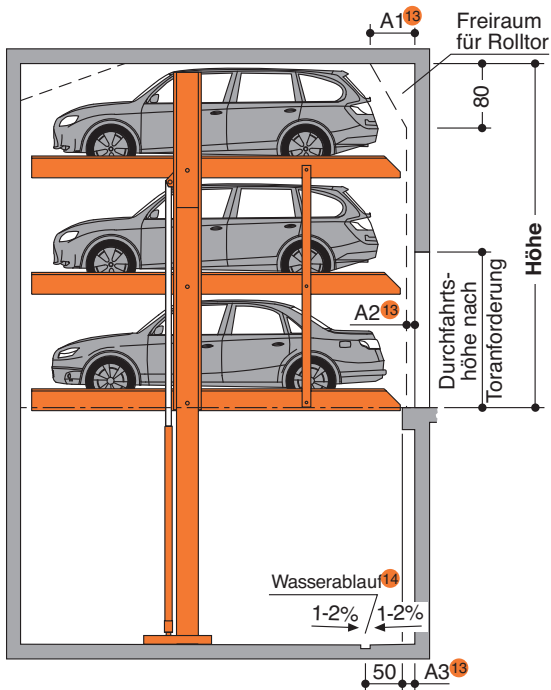 A1 13
Freiraum
für Rolltor
80
Höhe
A2 13
Durchfahrts-
höhe nach
Toranforderung
Wasserablauf 14
1-2% 1-2%
50 A3 13